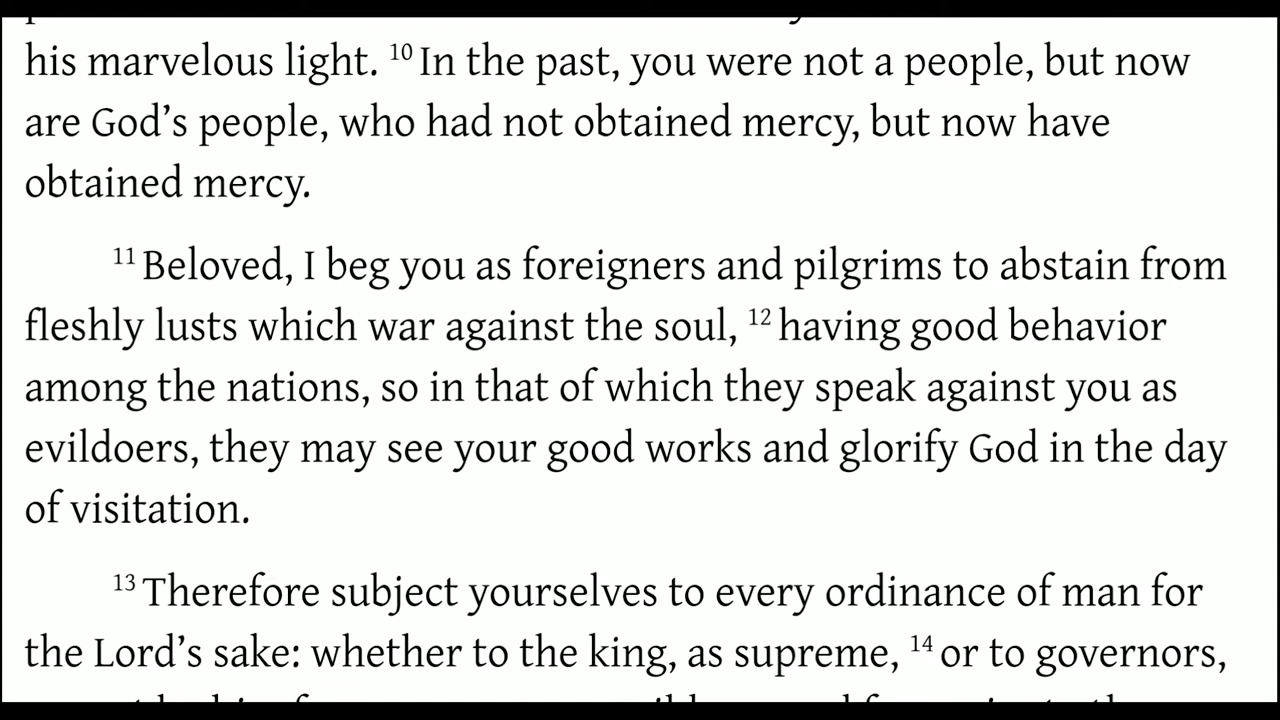 his marvelous light. 10 In the past, you were not a people, but now
are God’s people, who had not obtained mercy, but now have
obtained mercy.
11 Beloved, I beg you as foreigners and pilgrims to abstain from
fleshly lusts which war against the soul, 12 having good behavior
among the nations, so in that of which they speak against you as
evildoers, they may see your good works and glorify God in the day
of visitation.
13 Therefore subject yourselves to every ordinance of man for
the Lord’s sake: whether to the king, as supreme, 14 or to governors,